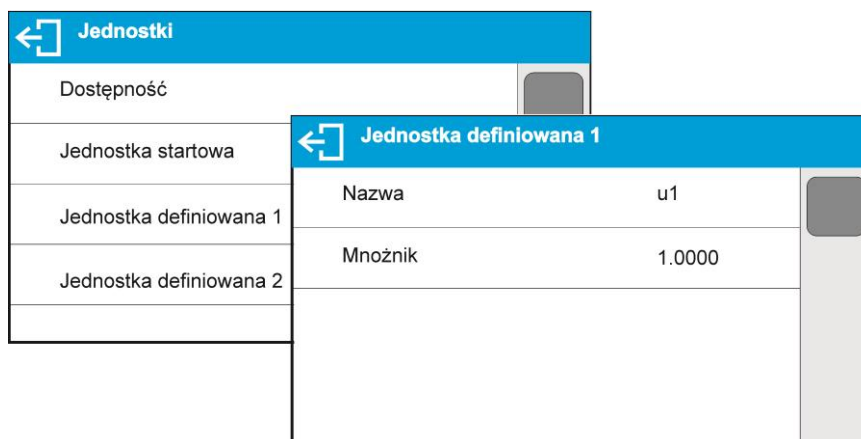 Jednostki
Dostępność
Jednostka startowa
Jednostka definiowana 1
Jednostka definiowana 2
Jednostka definiowana 1
Nazwa u1
Mnożnik 1.0000